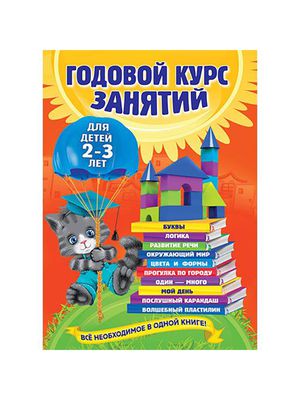 ГОДОВОЙ КУРС
ЗАНЯТИЙ
ДЛЯ
ДЕТЕЙ
2-3
ЛЕТ
БУКВЫ
ЛОГИКА
РАЗВИТИЕ РЕЧИ
ОКРУЖАЮЩИЙ МИР
ЦВЕТА И ФОРМЫ
ПРОГУЛКА ПО ГОРОДУ
ОДИН — МНОГО
МОЙ ДЕНЬ
ПОСЛУШНЫЙ КАРАНДАШ
ВОЛШЕБНЫЙ ПЛАСТИЛИН
ВСЁ НЕОБХОДИМОЕ В ОДНОЙ КНИГЕ!